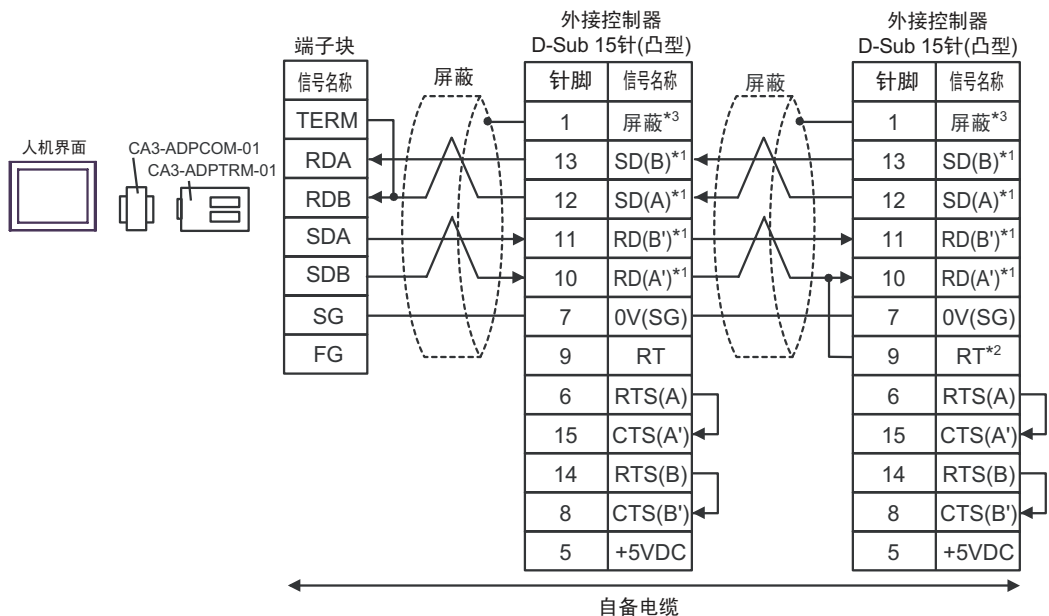 外接控制器
D-Sub 15针(凸型)
外接控制器
D-Sub 15针(凸型)
端子块
信号名称
TERM
RDA
RDB
SDA
SDB
SG
FG
屏蔽
针脚 信号名称
1 屏蔽*3
13 SD(B)*1
12 SD(A)*1
11 RD(B')*1
10 RD(A')*1
7 0V(SG)
9 RT
6 RTS(A)
15 CTS(A')
14 RTS(B)
8 CTS(B')
5 +5VDC
屏蔽
针脚 信号名称
1 屏蔽*3
13 SD(B)*1
12 SD(A)*1
11 RD(B')*1
10 RD(A')*1
7 0V(SG)
9 RT*2
6 RTS(A)
15 CTS(A')
14 RTS(B)
8 CTS(B')
5 +5VDC
人机界面
CA3-ADPCOM-01
CA3-ADPTRM-01
自备电缆